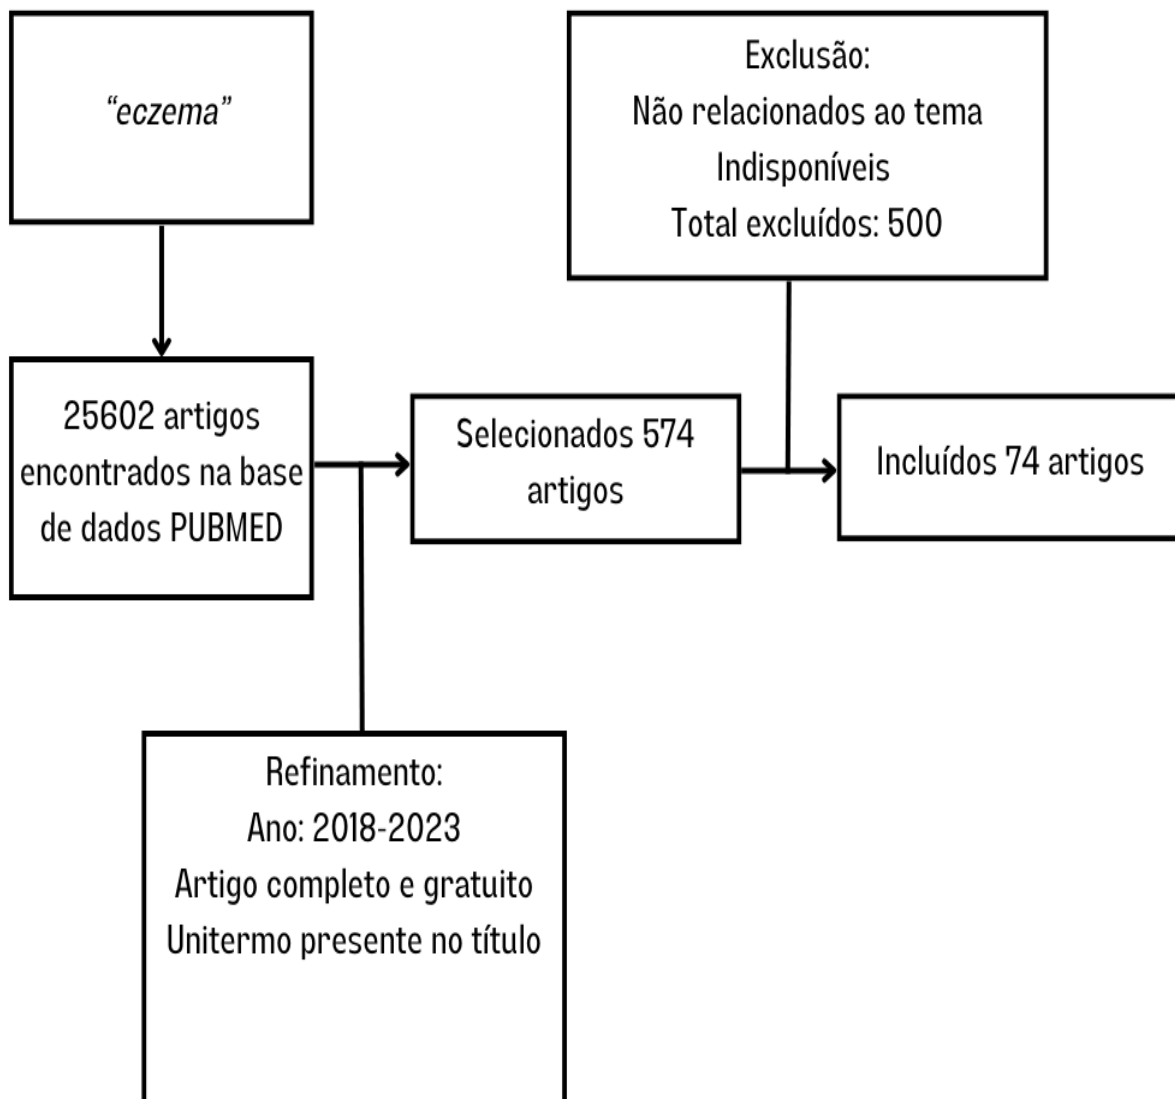 “eczema”
Exclusão:
Não relacionados ao tema
Indisponíveis
Total excluídos: 500
25602 artigos
encontrados na base
de dados PUBMED
Selecionados 574
artigos
Incluídos 74 artigos
Refinamento:
Ano: 2018-2023
Artigo completo e gratuito
Unitermo presente no título